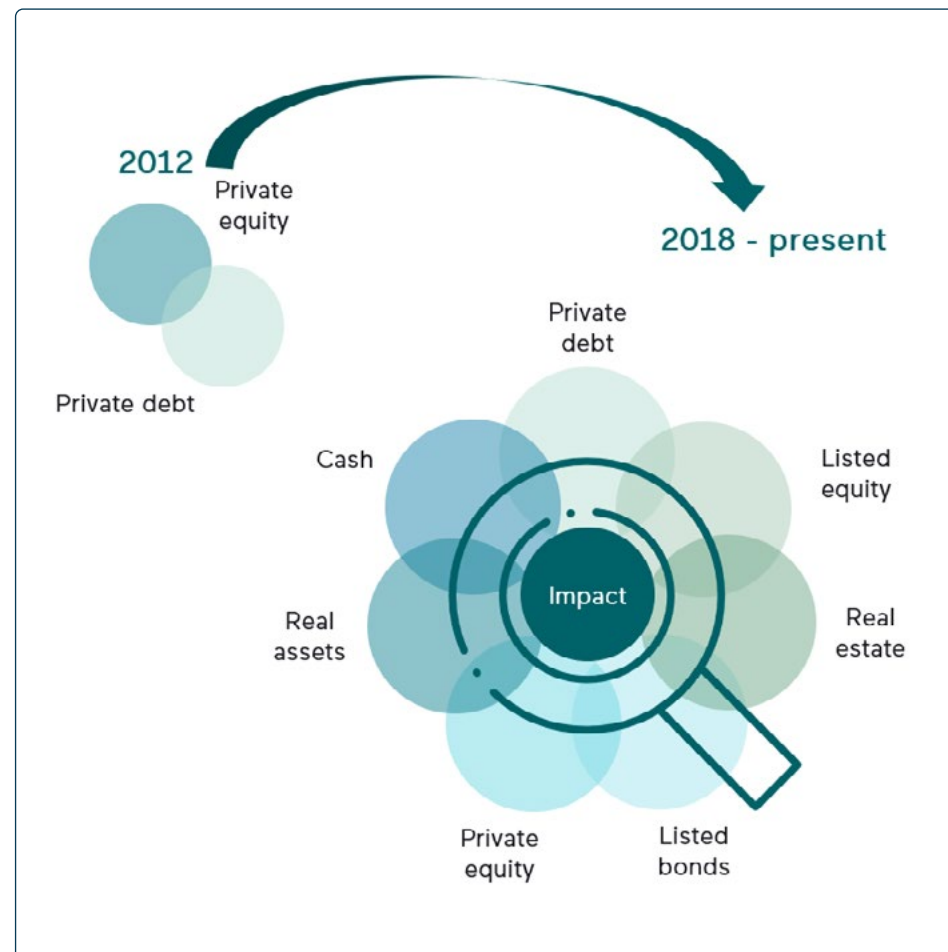 2012
Private
equity
2018 - present
Private debt
Private
debt
Cash
Listed
equity
Impact
Real
assets
Real
estate
Private
equity
Listed
bonds